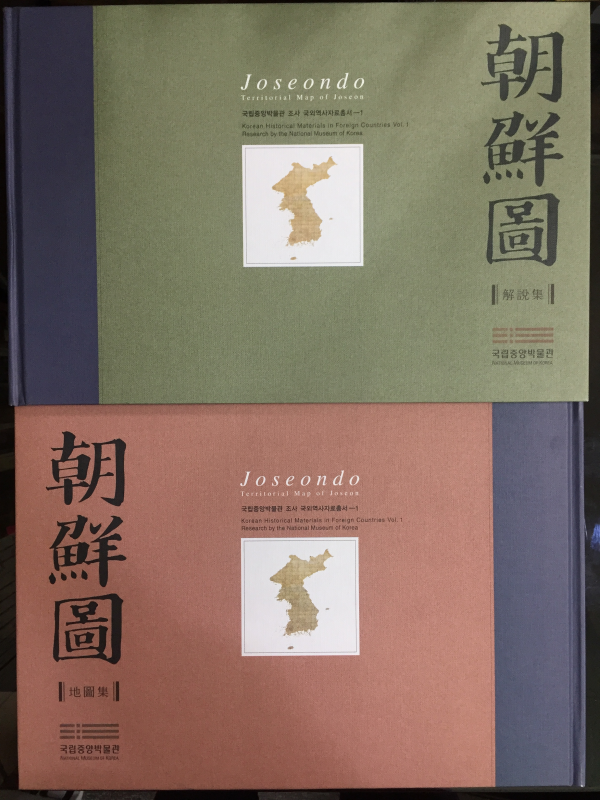 Joseondo
Territorial Map of Joseon
국립중앙박물관 조사 국외역사자료총서―1
Korean Historical Materials in Foreign Countries Vol. 1
Research by the National Museum of Korea
朝鮮圖
解說集
국립중앙박물관
NATIONAL MUSEUM OF KOREA
朝鮮圖
地圖集
국립중앙박물관
NATIONAL MUSEUM OF KOREA
Joseondo
Territorial Map of Joseon
국립중앙박물관 조사 국외역사자료총서―1
Korean Historical Materials in Foreign Countries Vol. 1
Research by the National Museum of Korea